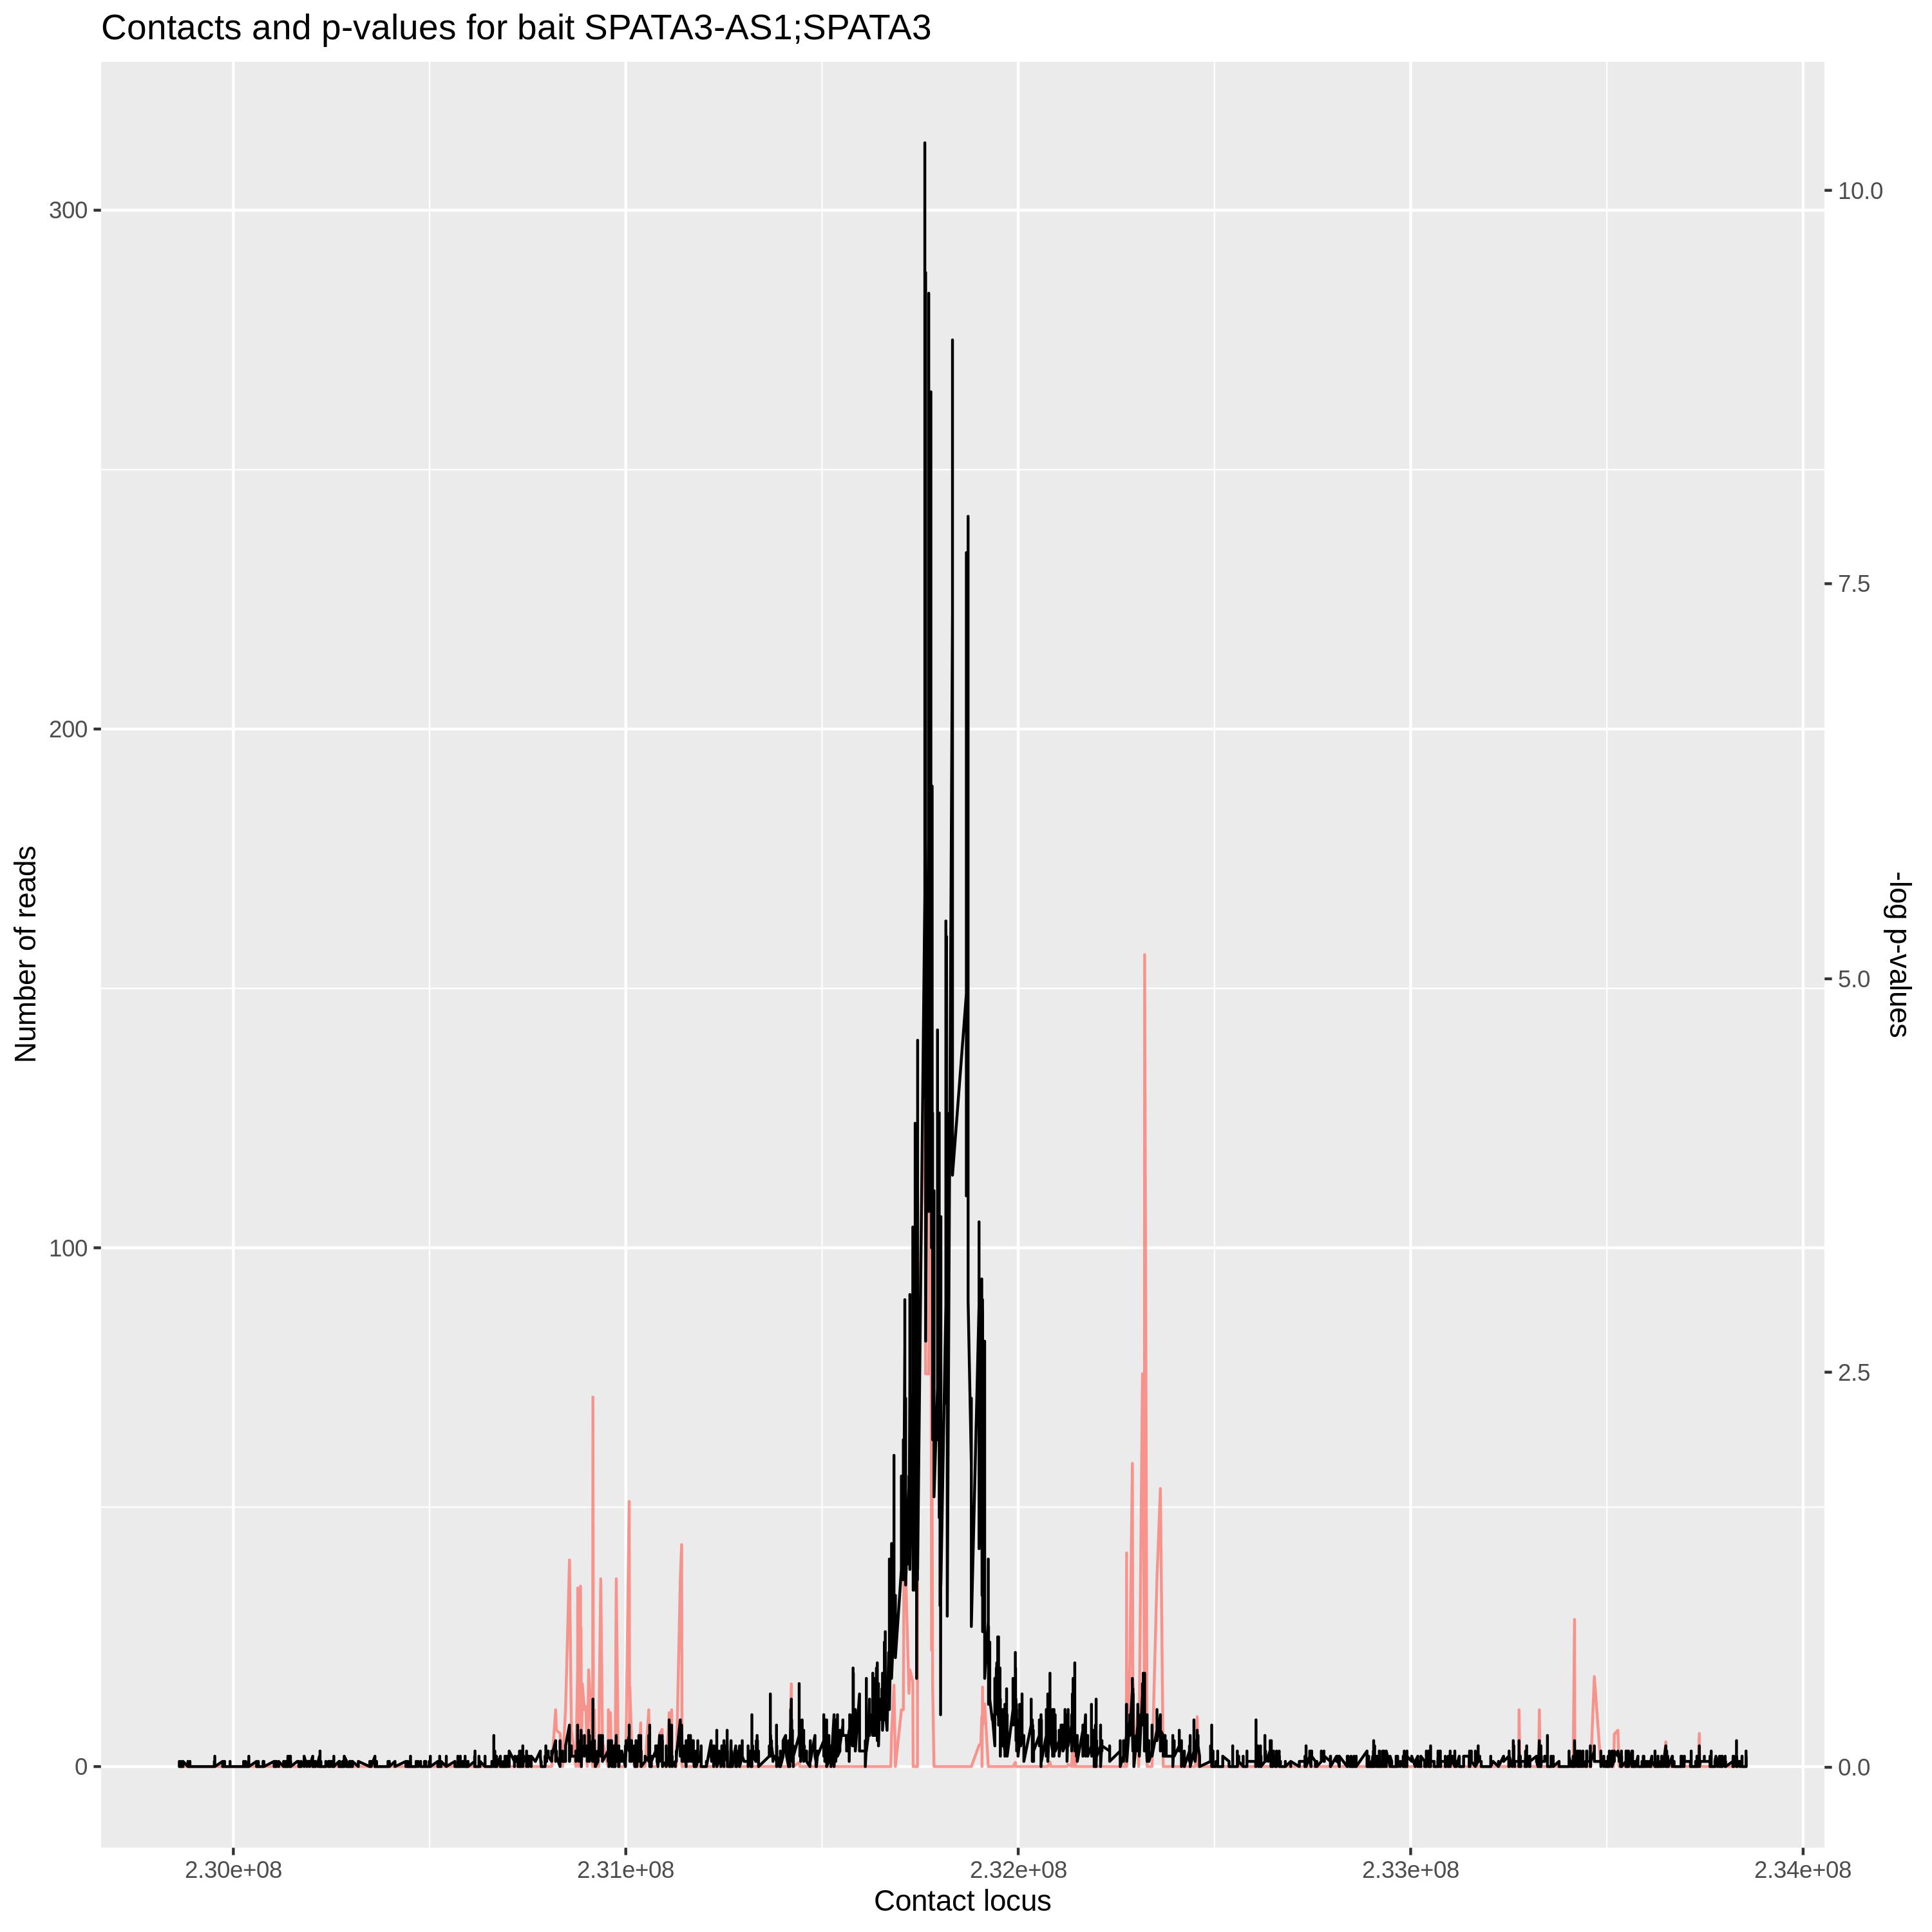 Contacts and p-values for bait SPATA3-AS1;SPATA3
300
200
100
0
10.0
7.5
5.0
2.5
0.0
Number of reads
-log p-values
2.30e+08
2.31e+08
2.32e+08
2.33e+08
2.34e+08
Contact locus